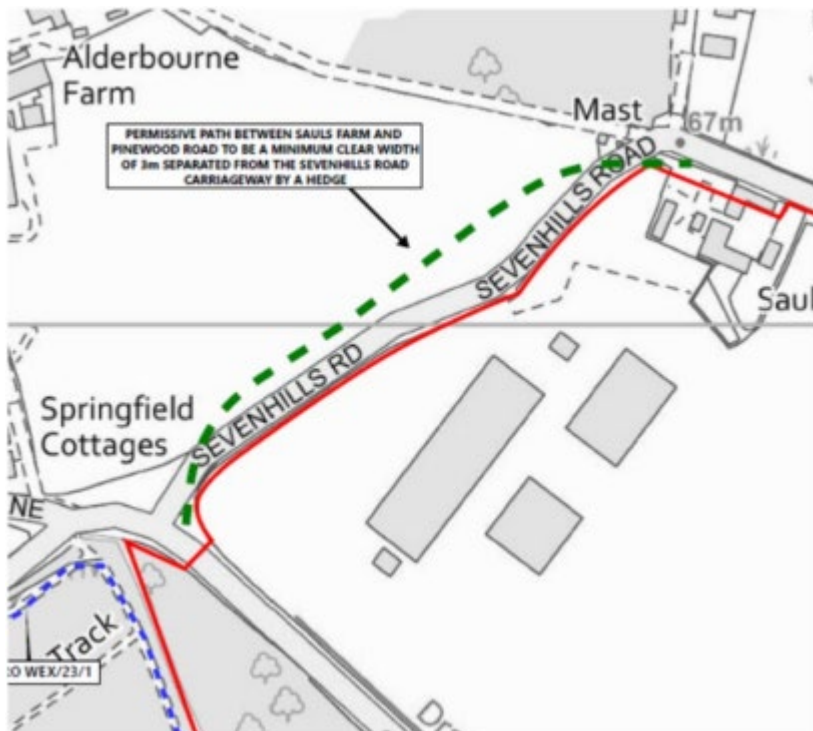 Alderbourne
Farm
PERMISSIVE PATH BETWEEN SAULS FARM AND
PINEWOOD ROAD TO BE A MINIMUM CLEAR WIDTH
OF 3m SEPARATED FROM THE SEVENHILLS ROAD
CARRIAGEWAY BY A HEDGE
Mast
67m
SEVENHILLS ROAD
Saul
SEVENHILLS RD
Springfield
Cottages
NE
Track
RO WEX/23/1
Dr